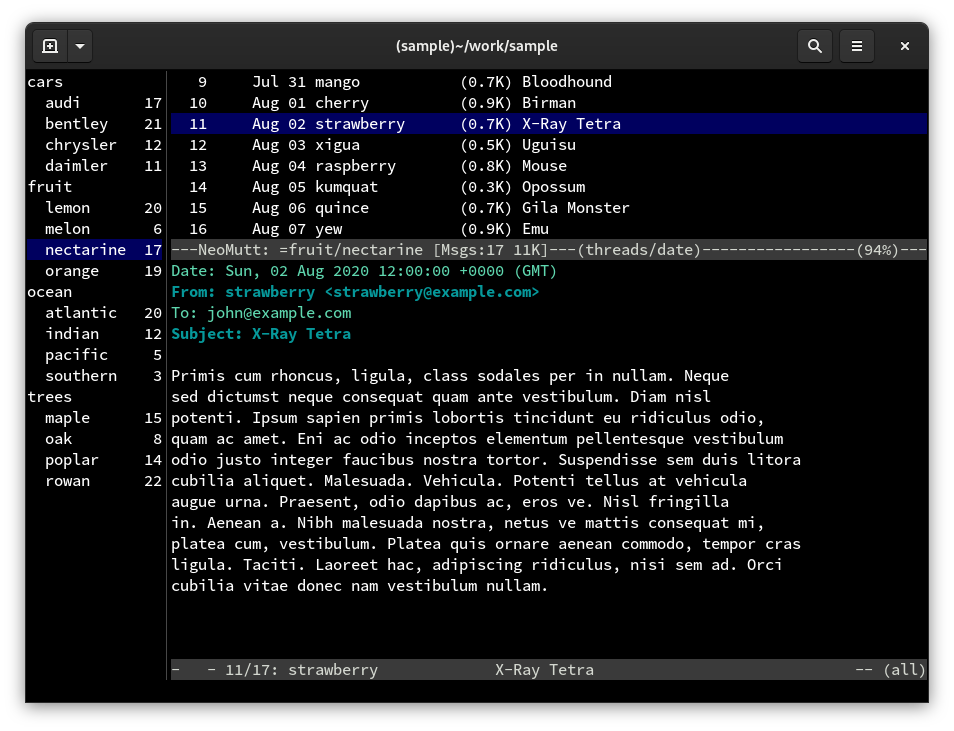 (sample)~/work/sample
cars
audi 17
bentley 21
chrysler 12
daimler 11
fruit
lemon 20
melon 6
nectarine 17
orange 19
ocean
atlantic 20
indian 12
pacific 5
southern 3
trees
maple 15
oak 8
poplar 14
rowan 22
9 Jul 31 mango (0.7K) Bloodhound
10 Aug 01 cherry (0.9K) Birman
11 Aug 02 strawberry (0.7K) X-Ray Tetra
12 Aug 03 xigua (0.5K) Uguisu
13 Aug 04 raspberry (0.8K) Mouse
14 Aug 05 kumquat (0.3K) Opossum
15 Aug 06 quince (0.7K) Gila Monster
16 Aug 07 yew (0.9K) Emu
---NeoMutt: =fruit/nectarine [Msgs:17 11K]---(threads/date)-----------------(94%)---
Date: Sun, 02 Aug 2020 12:00:00 +0000 (GMT)
From: strawberry <strawberry@example.com>
To: john@example.com
Subject: X-Ray Tetra
Primis cum rhoncus, ligula, class sodales per in nullam. Neque
sed dictumst neque consequat quam ante vestibulum. Diam nisl
potenti. Ipsum sapien primis lobortis tincidunt eu ridiculus odio,
quam ac amet. Eni ac odio inceptos elementum pellentesque vestibulum
odio justo integer faucibus nostra tortor. Suspendisse sem duis litora
cubilia aliquet. Malesuada. Vehicula. Potenti tellus at vehicula
augue urna. Praesent, odio dapibus ac, eros ve. Nisl fringilla
in. Aenean a. Nibh malesuada nostra, netus ve mattis consequat mi,
platea cum, vestibulum. Platea quis ornare aenean commodo, tempor cras
ligula. Taciti. Laoreet hac, adipiscing ridiculus, nisi sem ad. Orci
cubilia vitae donec nam vestibulum nullam.
-   - 11/17: strawberry             X-Ray Tetra                             -- (all)